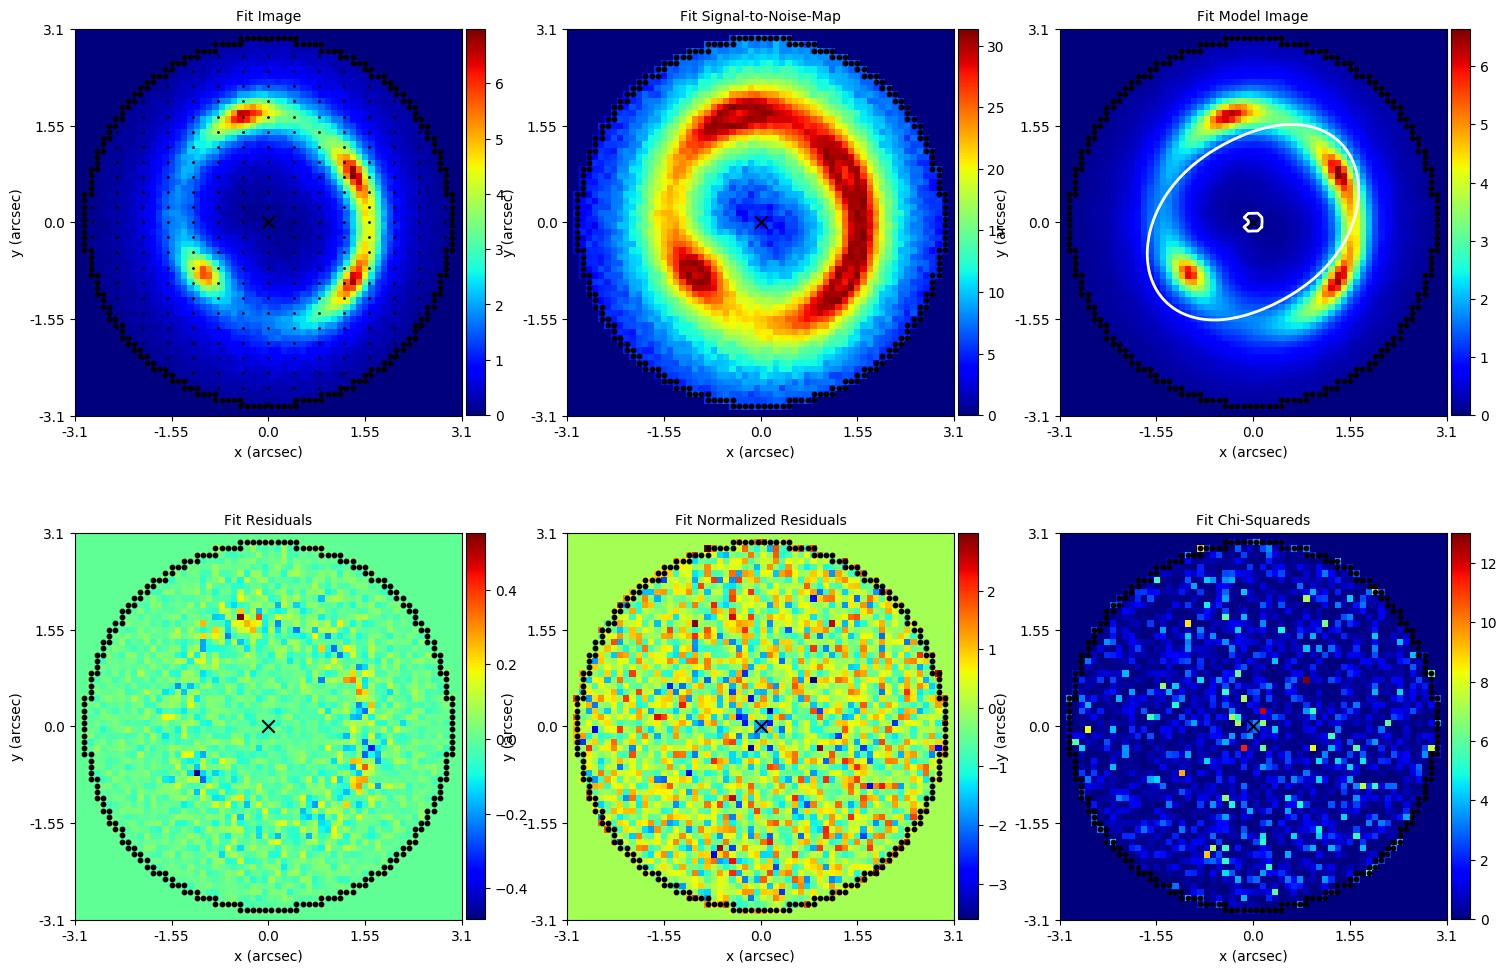 Fit Image
Fit Signal-to-Noise-Map
Fit Model Image
3.1
1.55
0.0
-1.55
-3.1
y (arcsec)
-3.1 -1.55 0.0 1.55 3.1
x (arcsec)
6
5
4
3
2
1
0
3.1
1.55
0.0
-1.55
-3.1
y (arcsec)
-3.1 -1.55 0.0 1.55 3.1
x (arcsec)
30
25
20
15
10
5
0
3.1
1.55
0.0
-1.55
-3.1
y (arcsec)
-3.1 -1.55 0.0 1.55 3.1
x (arcsec)
6
5
4
3
2
1
0
Fit Residuals
Fit Normalized Residuals
Fit Chi-Squareds
3.1
1.55
0.0
-1.55
-3.1
y (arcsec)
-3.1 -1.55 0.0 1.55 3.1
x (arcsec)
0.4
0.2
0.0
−0.2
−0.4
3.1
1.55
0.0
-1.55
-3.1
y (arcsec)
-3.1 -1.55 0.0 1.55 3.1
x (arcsec)
2
1
0
−1
−2
−3
3.1
1.55
0.0
-1.55
-3.1
y (arcsec)
-3.1 -1.55 0.0 1.55 3.1
x (arcsec)
12
10
8
6
4
2
0